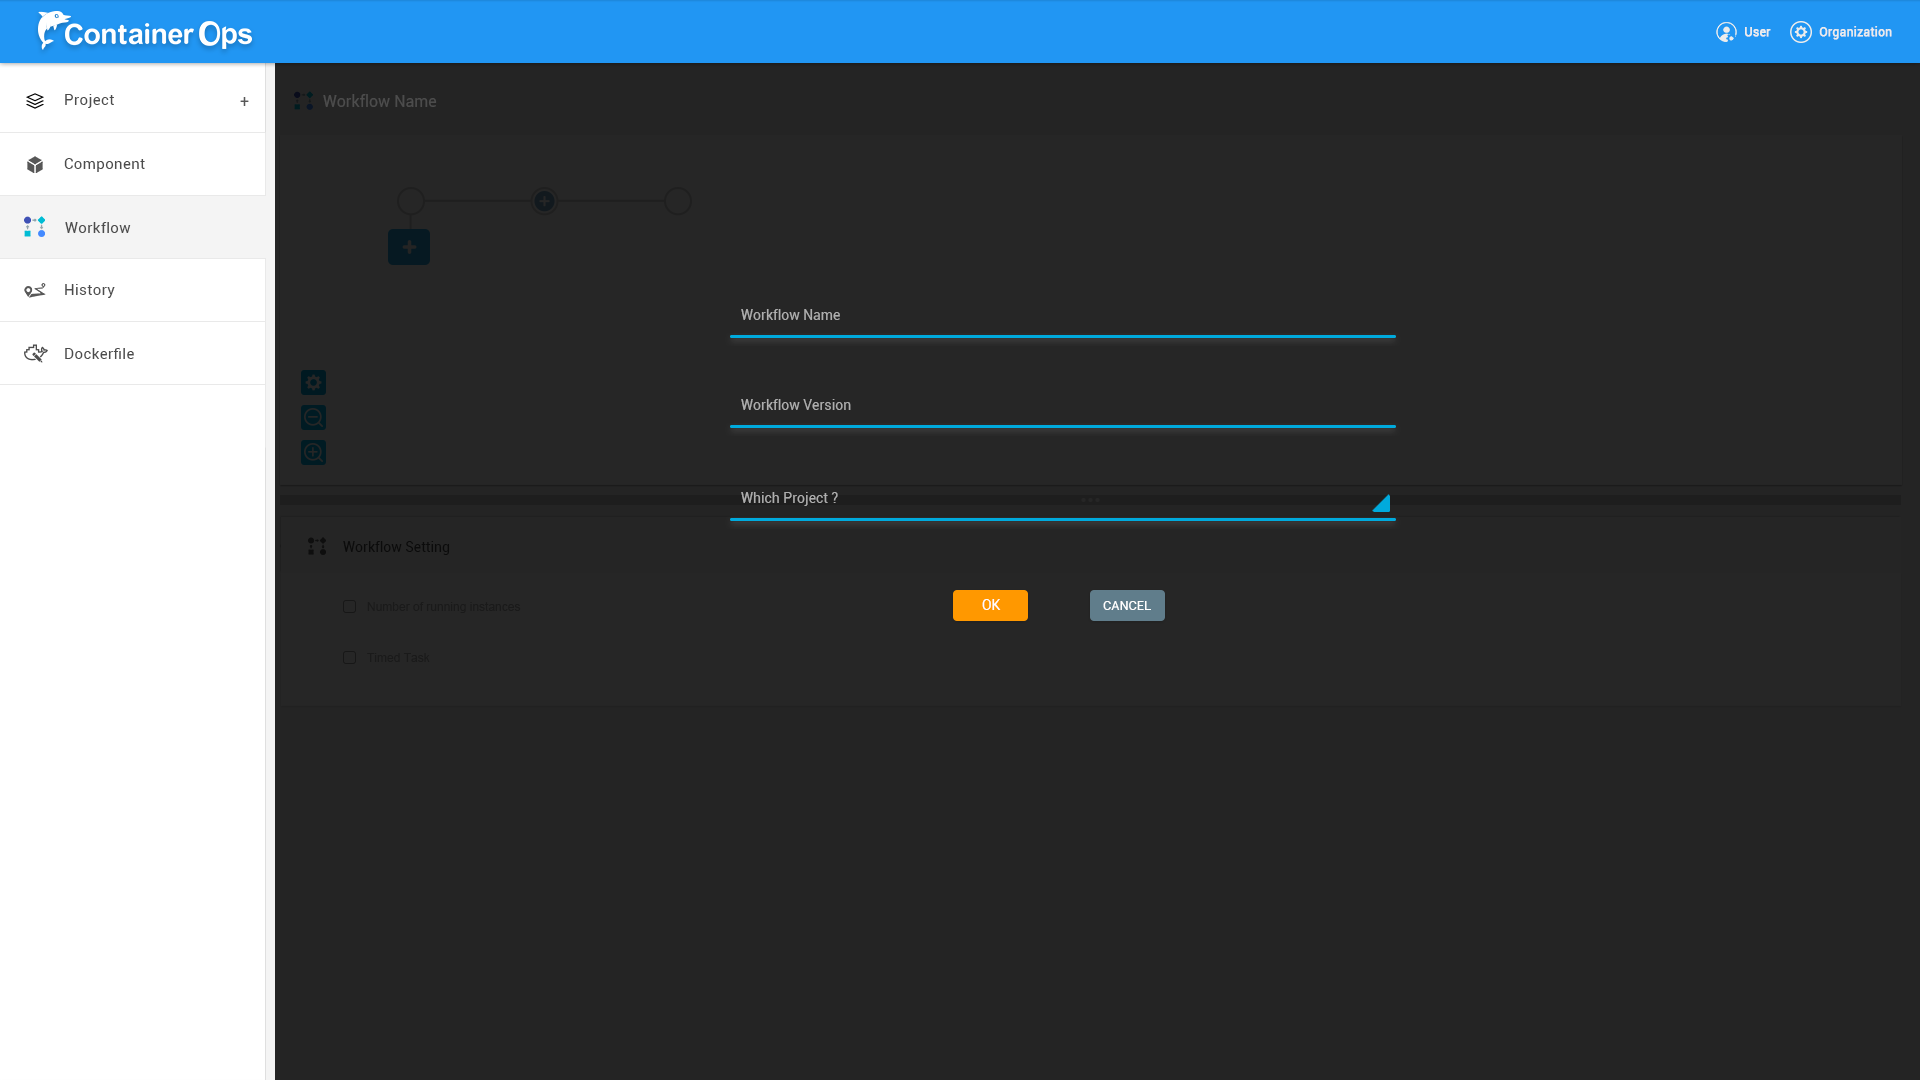 Container Ops
User
Organization
Project
Component
Workflow
History
Dockerfile
Workflow Name
Workflow Name
Workflow Version
Which Project ?
Workflow Setting
Number of running instances
Timed Task
OK
CANCEL